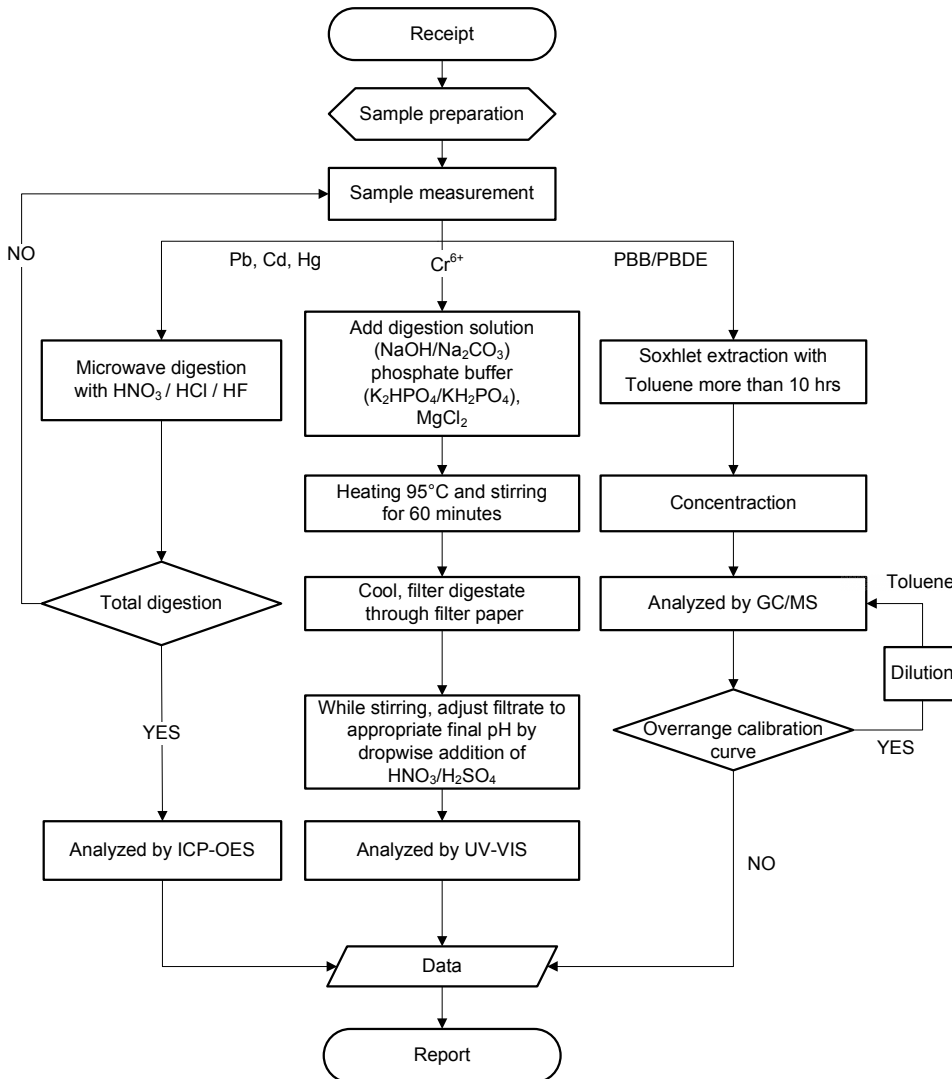 Receipt
Sample preparation
Sample measurement
NO
Pb, Cd, Hg
Cr⁶⁺
PBB/PBDE
Microwave digestion
with HNO₃ / HCl / HF
Add digestion solution
(NaOH/Na₂CO₃)
phosphate buffer
(K₂HPO₄/KH₂PO₄),
MgCl₂
Soxhlet extraction with
Toluene more than 10 hrs
Heating 95°C and stirring
for 60 minutes
Concentraction
Total digestion
Cool, filter digestate
through filter paper
Analyzed by GC/MS
Toluene
Dilution
YES
While stirring, adjust filtrate to
appropriate final pH by
dropwise addition of
HNO₃/H₂SO₄
Overrange calibration
curve
YES
Analyzed by ICP-OES
Analyzed by UV-VIS
NO
Data
Report